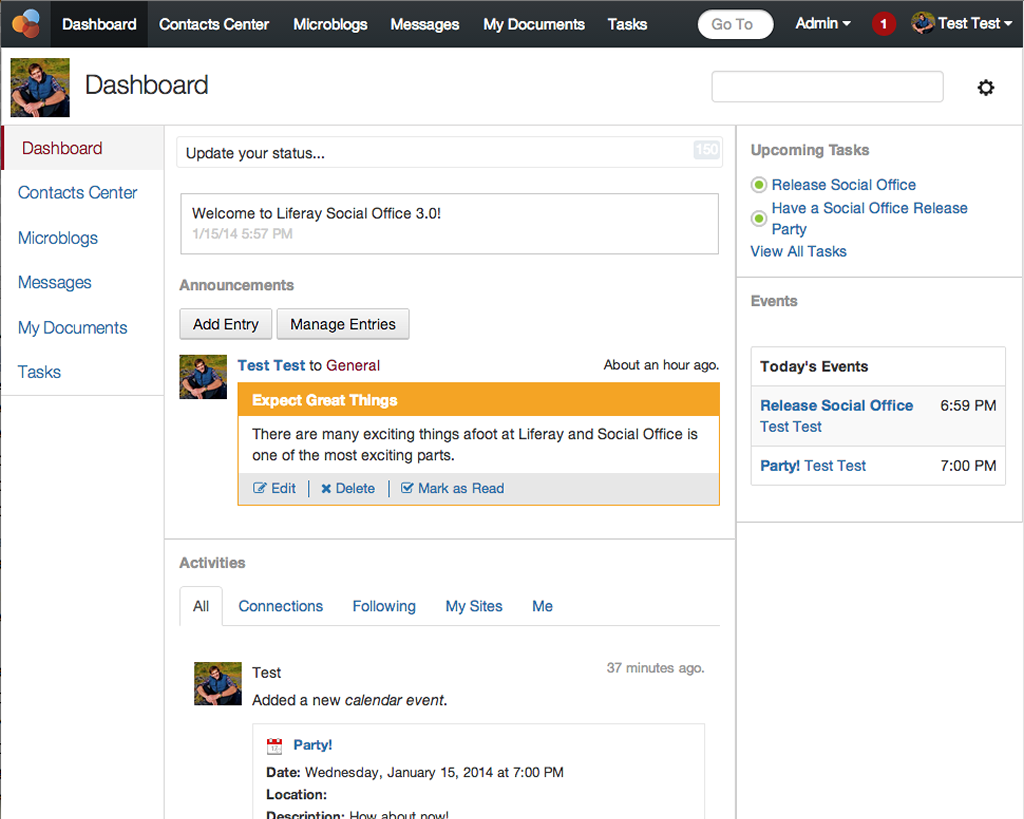 Dashboard Contacts Center Microblogs Messages My Documents Tasks Go To Admin 1 Test Test
Dashboard
Dashboard
Contacts Center
Microblogs
Messages
My Documents
Tasks
Update your status... 150
Welcome to Liferay Social Office 3.0!
1/15/14 5:57 PM
Announcements
Add Entry Manage Entries
Test Test to General About an hour ago.
Expect Great Things
There are many exciting things afoot at Liferay and Social Office is
one of the most exciting parts.
Edit Delete Mark as Read
Activities
All Connections Following My Sites Me
Test 37 minutes ago.
Added a new calendar event.
Party!
Date: Wednesday, January 15, 2014 at 7:00 PM
Location:
Description: How about now!
Upcoming Tasks
Release Social Office
Have a Social Office Release
Party
View All Tasks
Events
Today's Events
Release Social Office 6:59 PM
Test Test
Party! Test Test 7:00 PM